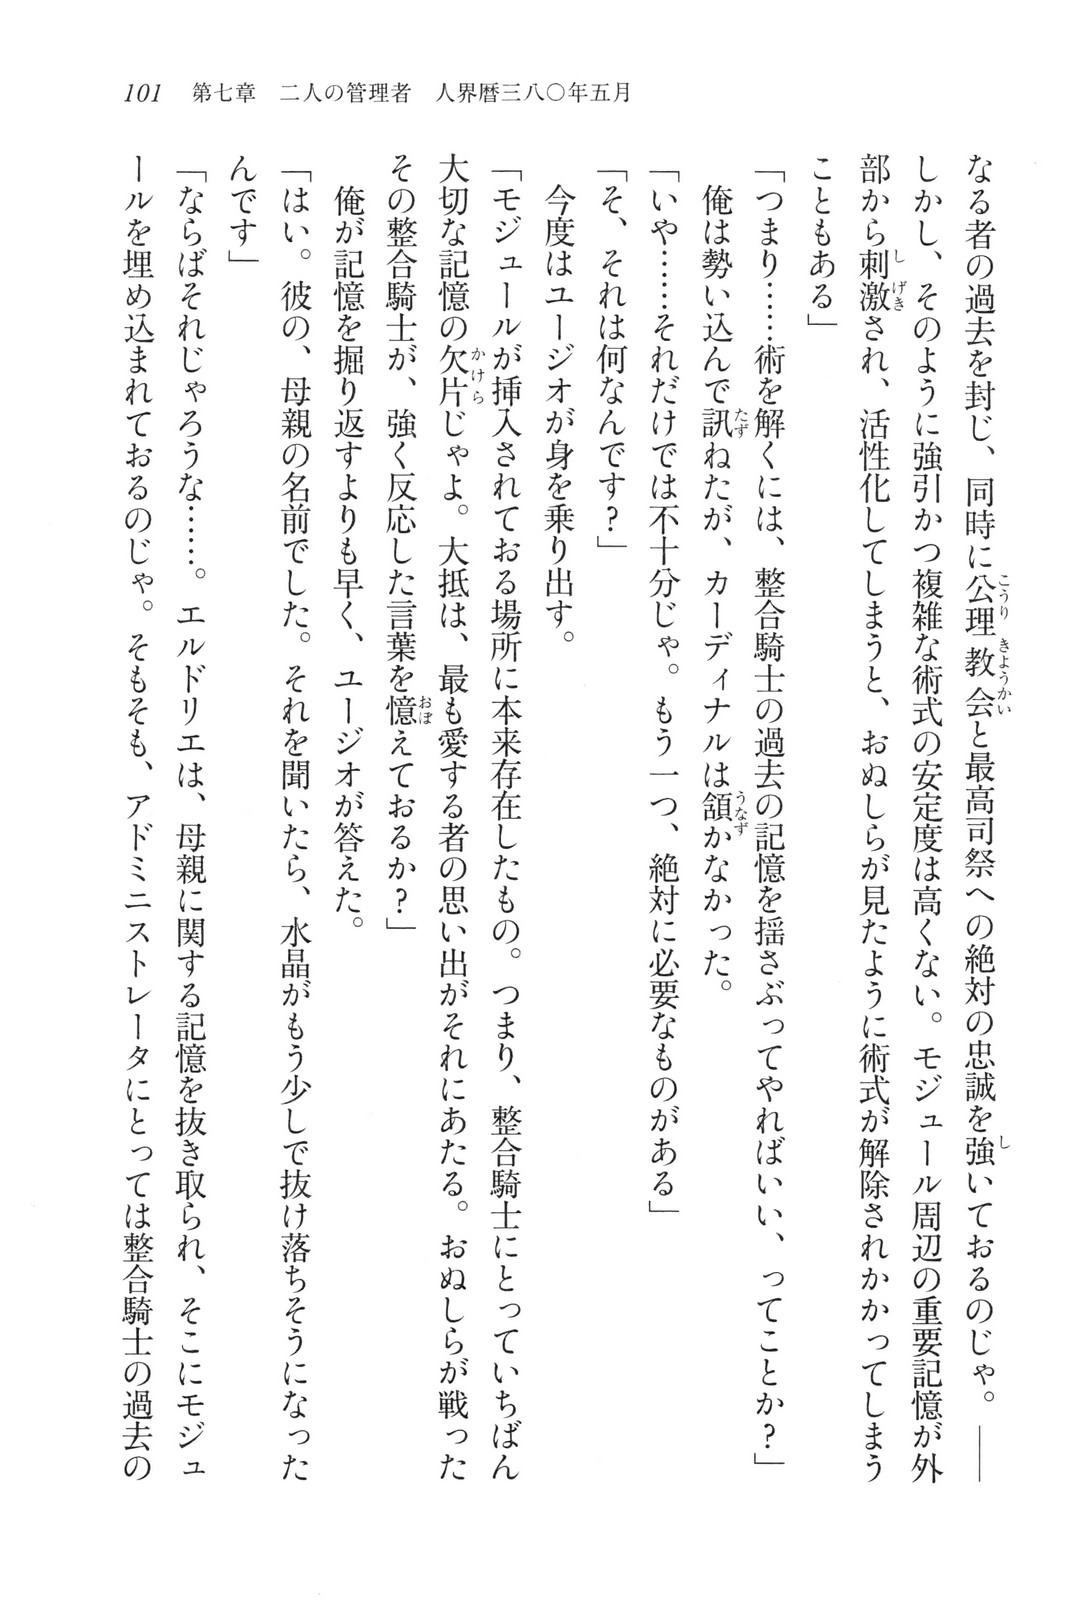 101　第七章　二人の管理者　人界暦三八〇年五月
なる者の過去を封じ、同時に公理教会と最高司祭への絶対の忠誠を強いておるのじゃ。――
しかし、そのように強引かつ複雑な術式の安定度は高くない。モジュール周辺の重要記憶が外
部から刺激され、活性化してしまうと、おぬしらが見たように術式が解除されかかってしまう
こともある」
「つまり……術を解くには、整合騎士の過去の記憶を揺さぶってやればいい、ってことか？」
　俺は勢い込んで訊ねたが、カーディナルは頷かなかった。
「いや……それだけでは不十分じゃ。もう一つ、絶対に必要なものがある」
「そ、それは何なんです？」
　今度はユージオが身を乗り出す。
「モジュールが挿入されておる場所に本来存在したもの。つまり、整合騎士にとっていちばん
大切な記憶の欠片じゃよ。大抵は、最も愛する者の思い出がそれにあたる。おぬしらが戦った
その整合騎士が、強く反応した言葉を憶えておるか？」
　俺が記憶を掘り返すよりも早く、ユージオが答えた。
「はい。彼の、母親の名前でした。それを聞いたら、水晶がもう少しで抜け落ちそうになった
んです」
「ならばそれじゃろうな……。エルドリエは、母親に関する記憶を抜き取られ、そこにモジュ
ールを埋め込まれておるのじゃ。そもそも、アドミニストレータにとっては整合騎士の過去の